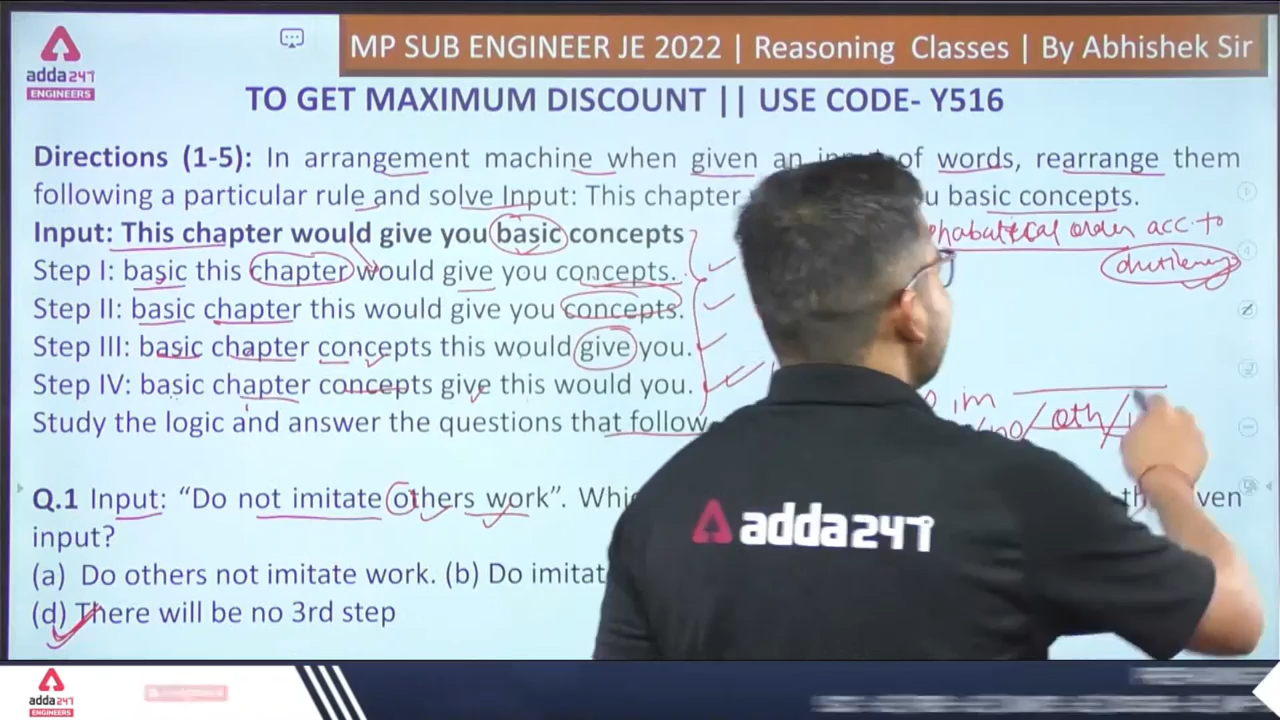 MP SUB ENGINEER JE 2022 | Reasoning Classes | By Abhishek Sir
adda247
ENGINEERS
TO GET MAXIMUM DISCOUNT || USE CODE- Y516
Directions (1-5): In arrangement machine when given an of words, rearrange them
following a particular rule and solve Input: This chapter basic concepts.
Input: This chapter would give you basic concepts
order acc to
Step I: basic this chapter would give you concepts.
Step II: basic chapter this would give you concepts.
Step III: basic chapter concepts this would give you.
Step IV: basic chapter concepts give this would you.
im
Study the logic and answer the questions that follow
no/oth/
Q.1 Input: “Do not imitate others work”.
input?
adda247
(a) Do others not imitate work. (b) Do
(d) There will be no 3rd step
adda247
ENGINEERS